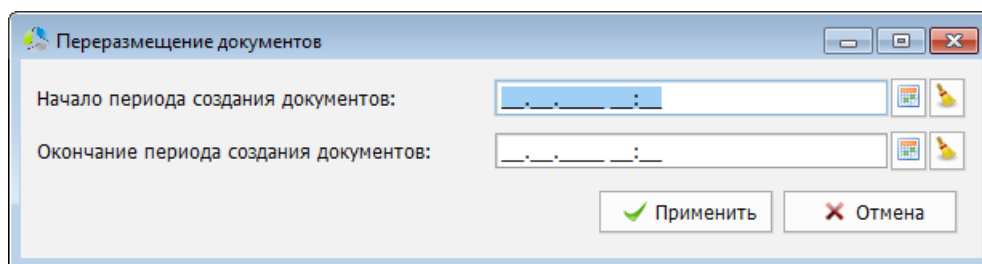 Переразмещение документов
Начало периода создания документов: __.__.____ __:__
Окончание периода создания документов: __.__.____ __:__
Применить Отмена